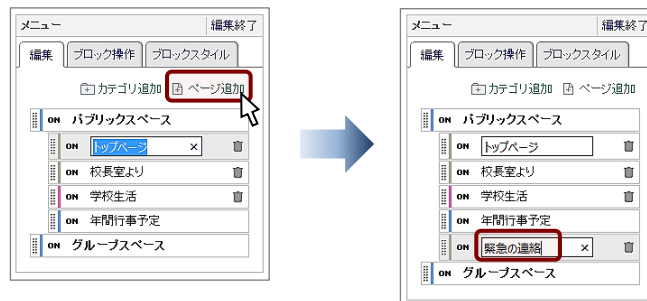 メニュー 編集終了
編集 ブロック操作 ブロックスタイル
カテゴリ追加 ページ追加
ON パブリックスペース
ON トップページ ×
ON 校長室より
ON 学校生活
ON 年間行事予定
ON グループスペース
メニュー 編集終了
編集 ブロック操作 ブロックスタイル
カテゴリ追加 ページ追加
ON パブリックスペース
ON トップページ
ON 校長室より
ON 学校生活
ON 年間行事予定
ON 緊急の連絡 ×
ON グループスペース